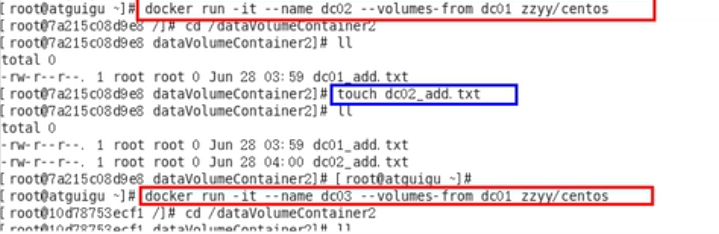 [root@atguigu ~]# docker run -it --name dc02 --volumes-from dc01 zzyy/centos
[root@7a215c08d9e8 /]# cd /dataVolumeContainer2
[root@7a215c08d9e8 dataVolumeContainer2]# ll
total 0
-rw-r--r--. 1 root root 0 Jun 28 03:59 dc01_add.txt
[root@7a215c08d9e8 dataVolumeContainer2]# touch dc02_add.txt
[root@7a215c08d9e8 dataVolumeContainer2]# ll
total 0
-rw-r--r--. 1 root root 0 Jun 28 03:59 dc01_add.txt
-rw-r--r--. 1 root root 0 Jun 28 04:00 dc02_add.txt
[root@7a215c08d9e8 dataVolumeContainer2]# [root@atguigu ~]#
[root@atguigu ~]# docker run -it --name dc03 --volumes-from dc01 zzyy/centos
[root@10d78753ecf1 /]# cd /dataVolumeContainer2
[root@10d78753ecf1 dataVolumeContainer2]# ll